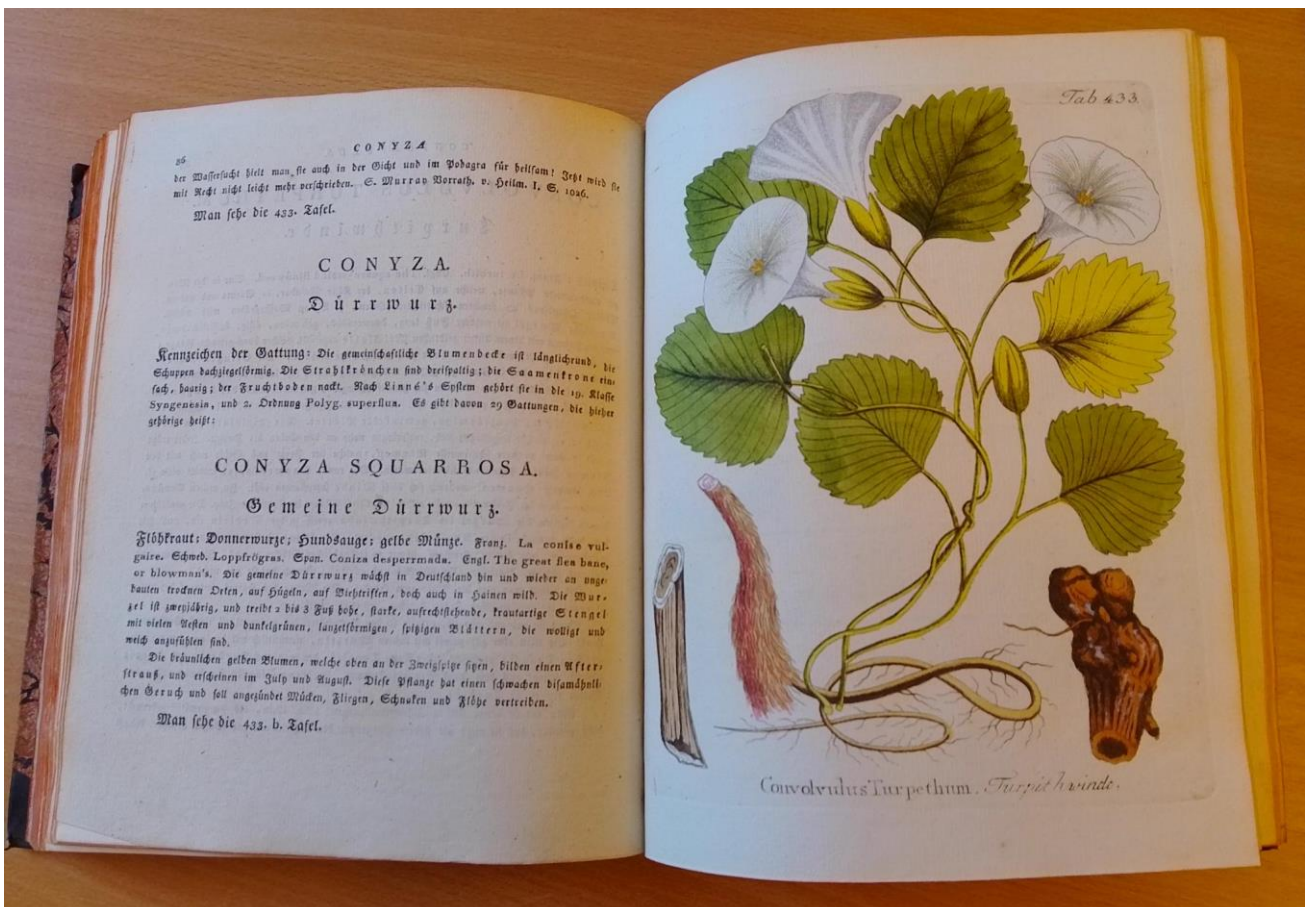 56
CONYZA
der Wassersucht hielt man sie auch in der Gicht und im Podagra für heilsam! Jetzt wird sie
mit Recht nicht leicht mehr verschrieben. S. Murray Vorrath. v. Heilm. I. S. 1026.
Man sehe die 433. Tafel.
CONYZA.
Dürrwurz.
Kennzeichen der Gattung: Die gemeinschaftliche Blumendecke ist länglichrund, die
Schuppen dachziegelförmig. Die Strahlkrönchen sind dreispaltig; die Saamenkrone ein-
fach, haarig; der Fruchtboden nackt. Nach Linné's System gehört sie in die 19. Klasse
Syngenesia, und 2. Ordnung Polyg. superflua. Es gibt davon 29 Gattungen, die hieher
gehörige heißt:
CONYZA SQUARROSA.
Gemeine Dürrwurz.
Flöhkraut; Donnerwurze; Hundsauge; gelbe Münze. Franz. La conise vul-
gaire. Schwed. Loppfrögras. Span. Coniza desperrmada. Engl. The great flea bane,
or blowman's. Die gemeine Dürrwurz wächst in Deutschland hin und wieder an unge-
bauten trocknen Orten, auf Hügeln, auf Viehtriften, doch auch in Hainen wild. Die Wur-
zel ist zweyjährig, und treibt 2 bis 3 Fuß hohe, starke, aufrechtstehende, krautartige Stengel
mit vielen Aesten und dunkelgrünen, lanzetförmigen, spitzigen Blättern, die wolligt und
weich anzufühlen sind.
Die bräunlichen gelben Blumen, welche oben an der Zweigspitze sitzen, bilden einen After-
strauß, und erscheinen im July und August. Diese Pflanze hat einen schwachen bisamähnli-
chen Geruch und soll angezündet Mücken, Fliegen, Schnaken und Flöhe vertreiben.
Man sehe die 433. b. Tafel.
Tab 433.
Convolvulus Turpethum. Turpithwinde.